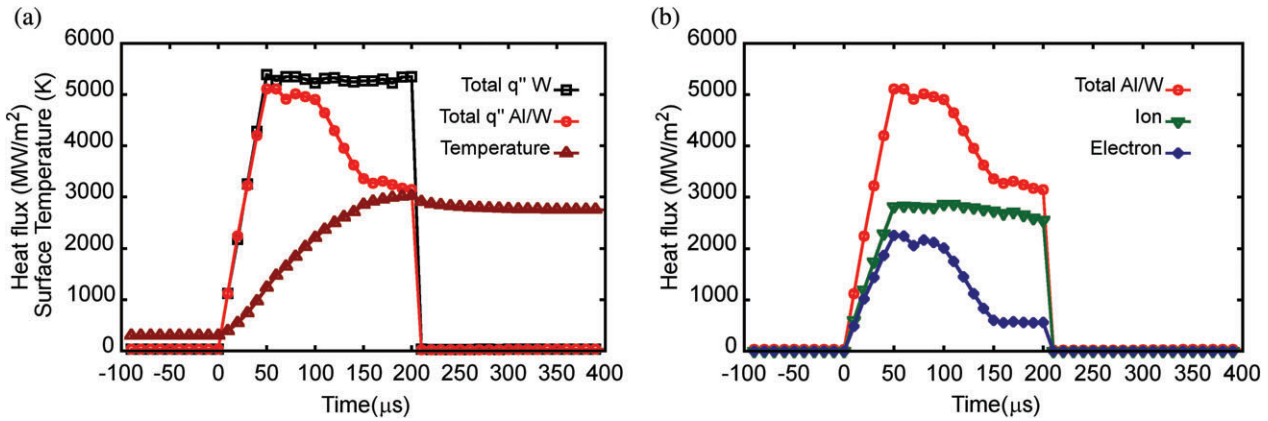 (a)
Heat flux (MW/m²)
Surface Temperature (K)
6000
5000
4000
3000
2000
1000
0
-100 -50 0 50 100 150 200 250 300 350 400
Time(μs)
Total q" W
Total q" Al/W
Temperature
(b)
Heat flux (MW/m²)
6000
5000
4000
3000
2000
1000
0
-100 -50 0 50 100 150 200 250 300 350 400
Time(μs)
Total Al/W
Ion
Electron